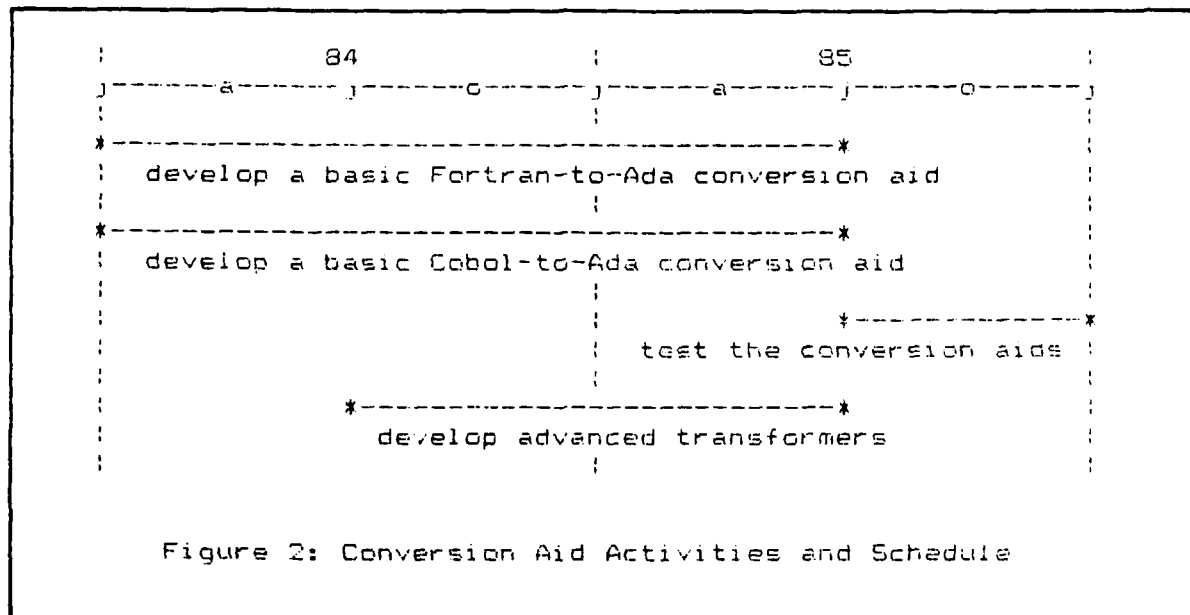 84 85
j------a------j------o------j------a------j------o------j
*------------------------------------------*
develop a basic Fortran-to-Ada conversion aid
*------------------------------------------*
develop a basic Cobol-to-Ada conversion aid
*--------------*
test the conversion aids
*----------------------------*
develop advanced transformers
Figure 2: Conversion Aid Activities and Schedule